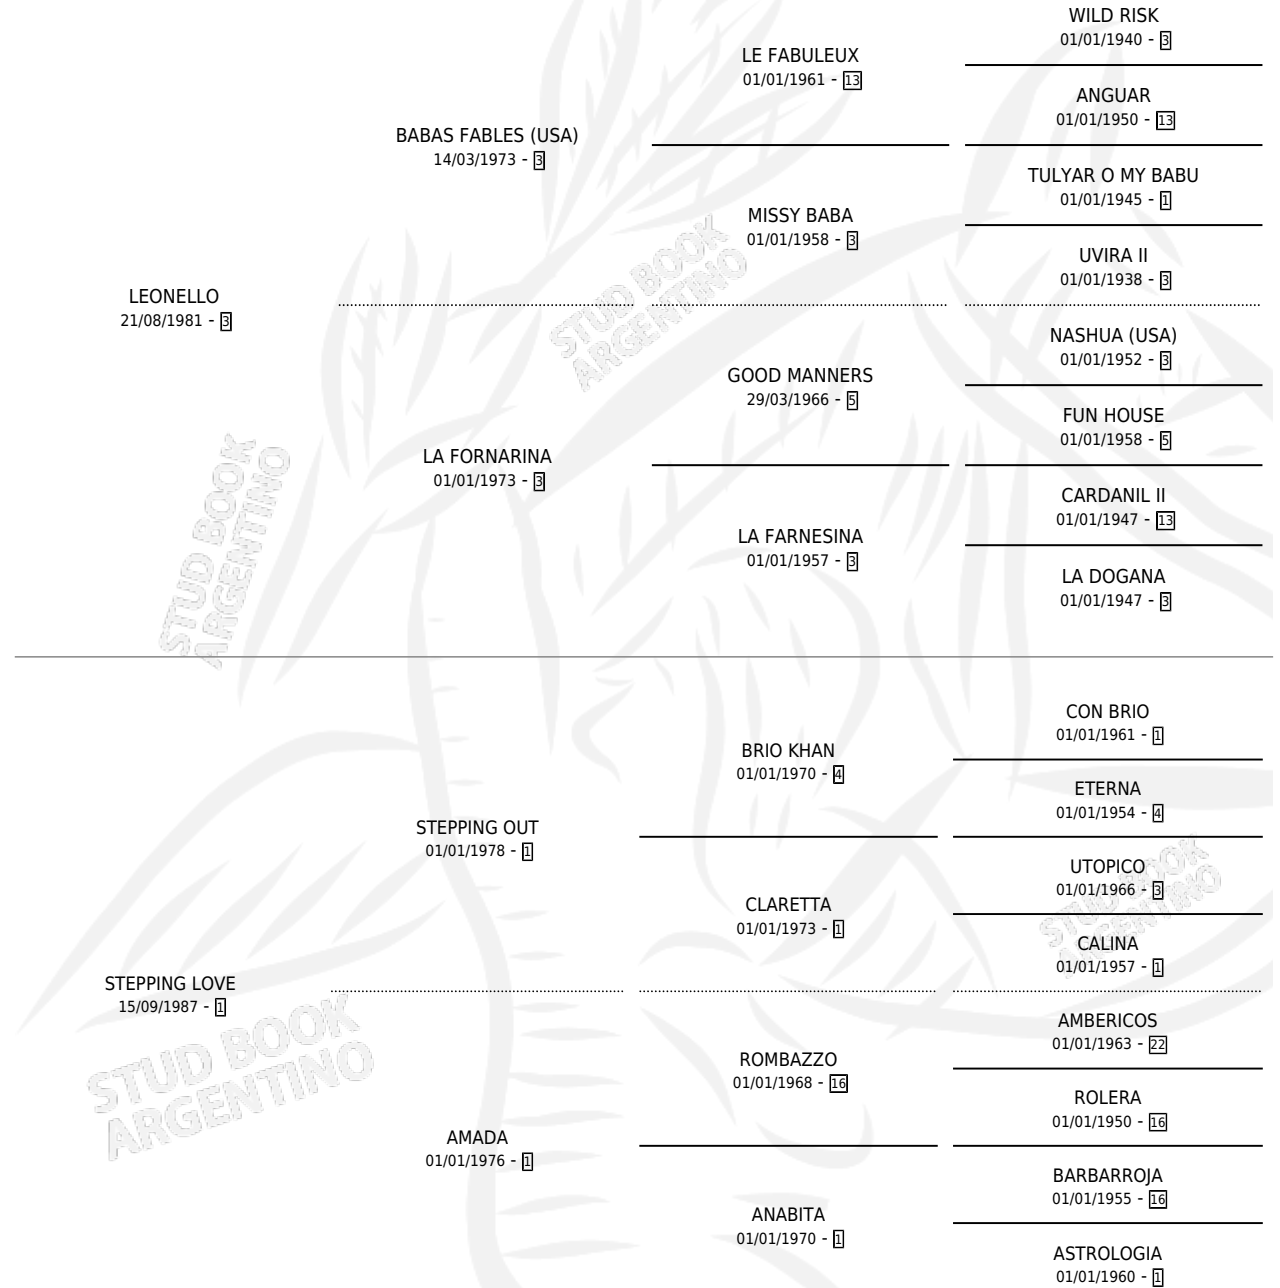 WILD RISK
01/01/1940 - 3
LE FABULEUX
01/01/1961 - 13
ANGUAR
01/01/1950 - 13
BABAS FABLES (USA)
14/03/1973 - 3
TULYAR O MY BABU
01/01/1945 - 1
MISSY BABA
01/01/1958 - 3
UVIRA II
01/01/1938 - 3
LEONELLO
21/08/1981 - 3
STUD BOOK
ARGENTINO
NASHUA (USA)
01/01/1952 - 3
GOOD MANNERS
29/03/1966 - 5
FUN HOUSE
01/01/1958 - 5
LA FORNARINA
01/01/1973 - 3
CARDANIL II
01/01/1947 - 13
LA FARNESINA
01/01/1957 - 3
LA DOGANA
01/01/1947 - 3
STUD BOOK
ARGENTINO
CON BRIO
01/01/1961 - 1
BRIO KHAN
01/01/1970 - 4
ETERNA
01/01/1954 - 4
STEPPING OUT
01/01/1978 - 1
UTOPICO
01/01/1966 - 3
CLARETTA
01/01/1973 - 1
CALINA
01/01/1957 - 1
STUD BOOK
ARGENTINO
STEPPING LOVE
15/09/1987 - 1
AMBERICOS
01/01/1963 - 22
ROMBAZZO
01/01/1968 - 16
ROLERA
01/01/1950 - 16
STUD BOOK
ARGENTINO
AMADA
01/01/1976 - 1
BARBARROJA
01/01/1955 - 16
ANABITA
01/01/1970 - 1
ASTROLOGIA
01/01/1960 - 1